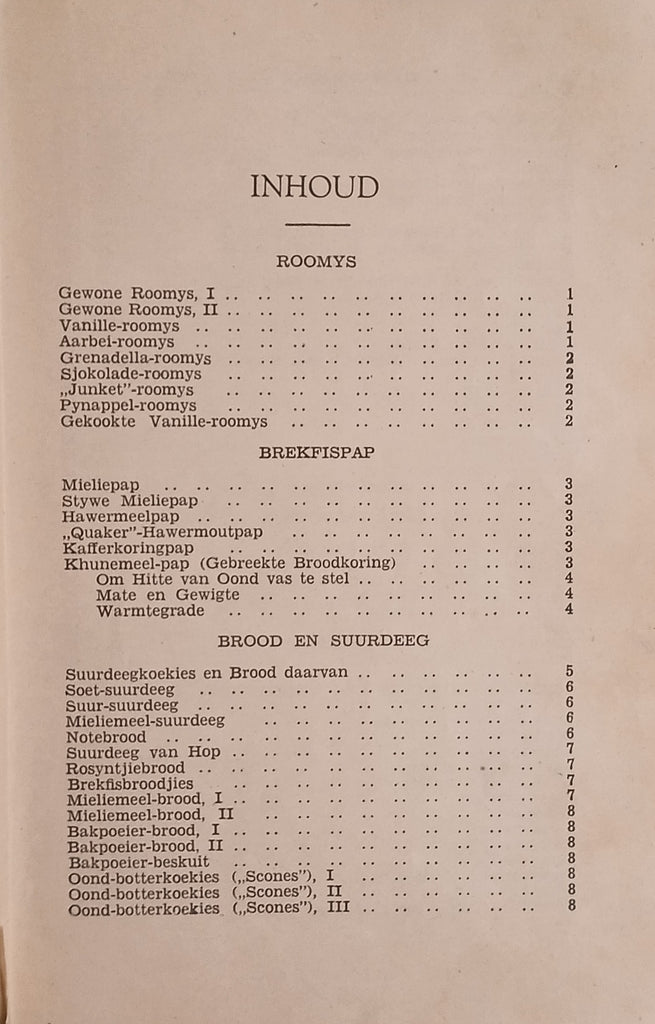 INHOUD
ROOMYS
Gewone Roomys, I .. .. .. .. .. .. .. .. .. .. 1
Gewone Roomys, II .. .. .. .. .. .. .. .. .. .. 1
Vanille-roomys .. .. .. .. .. .. .. .. .. .. .. 1
Aarbei-roomys .. .. .. .. .. .. .. .. .. .. .. 1
Grenadella-roomys .. .. .. .. .. .. .. .. .. .. 2
Sjokolade-roomys .. .. .. .. .. .. .. .. .. .. 2
„Junket”-roomys .. .. .. .. .. .. .. .. .. .. 2
Pynappel-roomys .. .. .. .. .. .. .. .. .. .. 2
Gekookte Vanille-roomys .. .. .. .. .. .. .. .. 2
BREKFISPAP
Mieliepap .. .. .. .. .. .. .. .. .. .. .. .. 3
Stywe Mieliepap .. .. .. .. .. .. .. .. .. .. 3
Hawermeelpap .. .. .. .. .. .. .. .. .. .. .. 3
„Quaker”-Hawermoutpap .. .. .. .. .. .. .. .. 3
Kafferkoringpap .. .. .. .. .. .. .. .. .. .. 3
Khunemeel-pap (Gebreekte Broodkoring) .. .. .. .. 3
Om Hitte van Oond vas te stel .. .. .. .. .. .. 4
Mate en Gewigte .. .. .. .. .. .. .. .. .. 4
Warmtegrade .. .. .. .. .. .. .. .. .. .. 4
BROOD EN SUURDEEG
Suurdeegkoekies en Brood daarvan .. .. .. .. .. .. 5
Soet-suurdeeg .. .. .. .. .. .. .. .. .. .. .. 6
Suur-suurdeeg .. .. .. .. .. .. .. .. .. .. .. 6
Mieliemeel-suurdeeg .. .. .. .. .. .. .. .. .. 6
Notebrood .. .. .. .. .. .. .. .. .. .. .. .. 6
Suurdeeg van Hop .. .. .. .. .. .. .. .. .. .. 7
Rosyntjiebrood .. .. .. .. .. .. .. .. .. .. .. 7
Brekfisbroodjies .. .. .. .. .. .. .. .. .. .. 7
Mieliemeel-brood, I .. .. .. .. .. .. .. .. .. .. 7
Mieliemeel-brood, II .. .. .. .. .. .. .. .. .. 8
Bakpoeier-brood, I .. .. .. .. .. .. .. .. .. .. 8
Bakpoeier-brood, II .. .. .. .. .. .. .. .. .. .. 8
Bakpoeier-beskuit .. .. .. .. .. .. .. .. .. .. 8
Oond-botterkoekies („Scones”), I .. .. .. .. .. .. 8
Oond-botterkoekies („Scones”), II .. .. .. .. .. .. 8
Oond-botterkoekies („Scones”), III .. .. .. .. .. .. 8